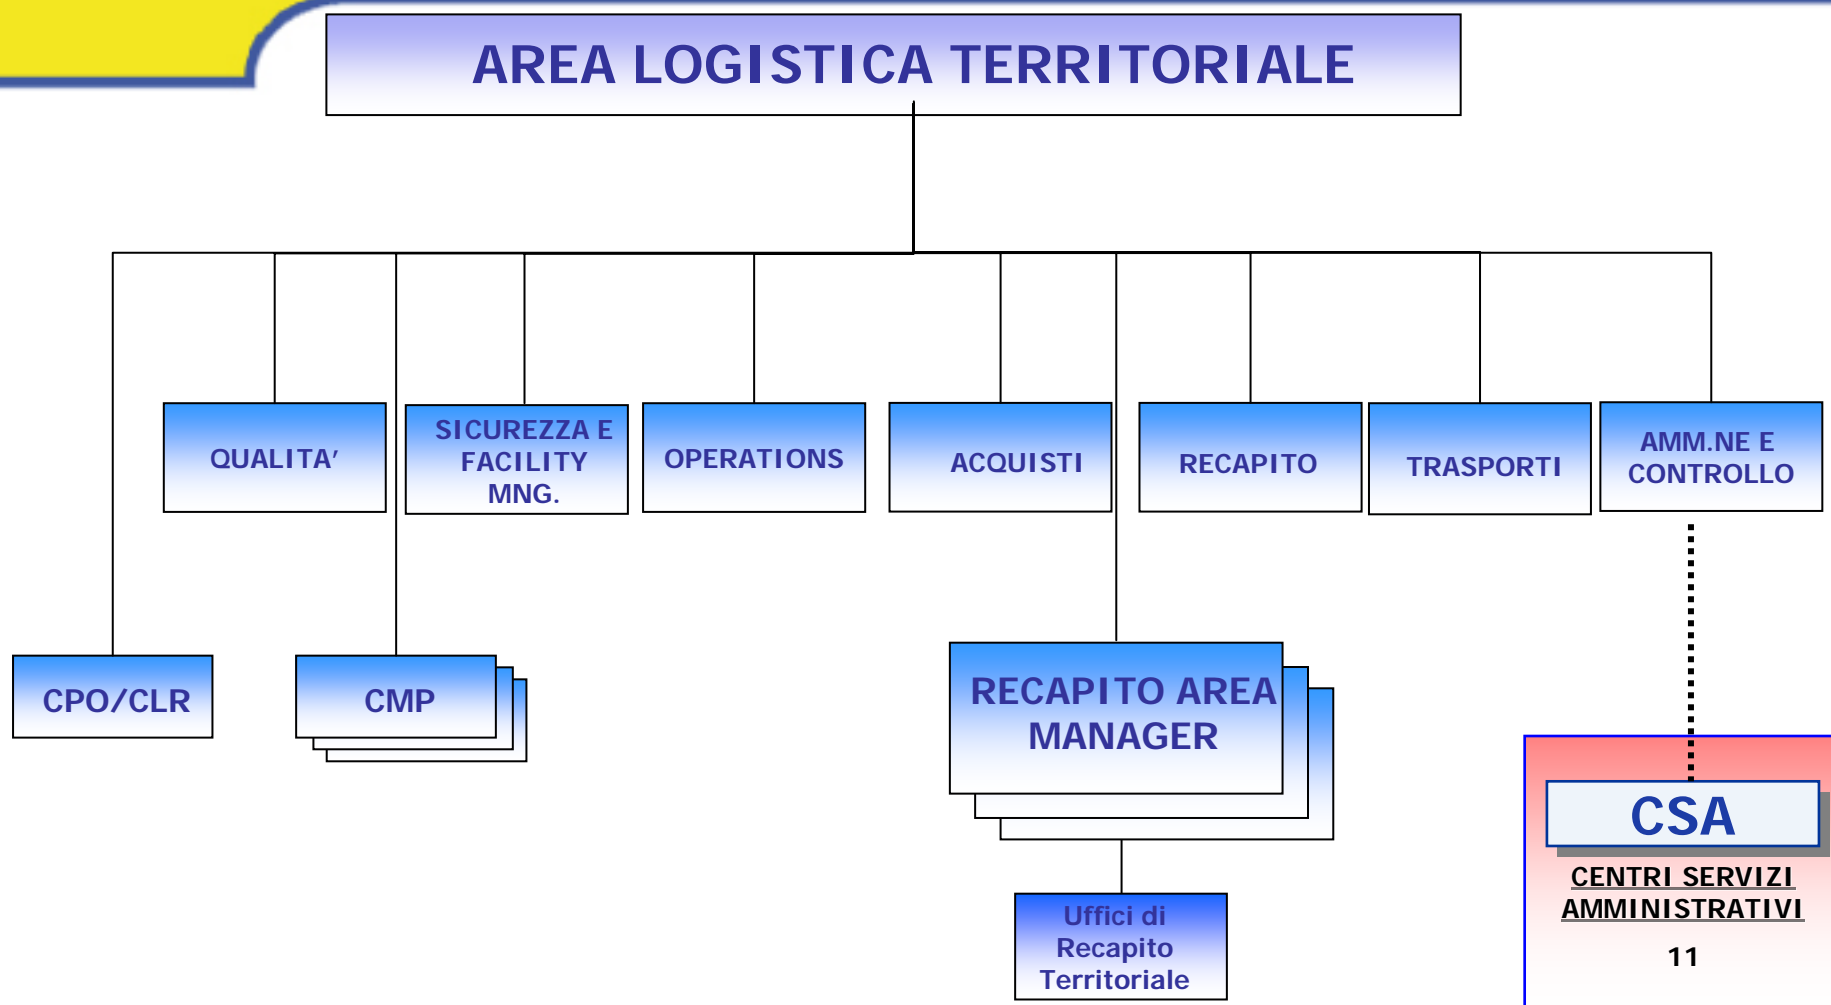 AREA LOGISTICA TERRITORIALE
QUALITA’
SICUREZZA E
FACILITY
MNG.
OPERATIONS
ACQUISTI
RECAPITO
TRASPORTI
AMM.NE E
CONTROLLO
CPO/CLR
CMP
RECAPITO AREA
MANAGER
CSA
CENTRI SERVIZI
AMMINISTRATIVI
11
Uffici di
Recapito
Territoriale